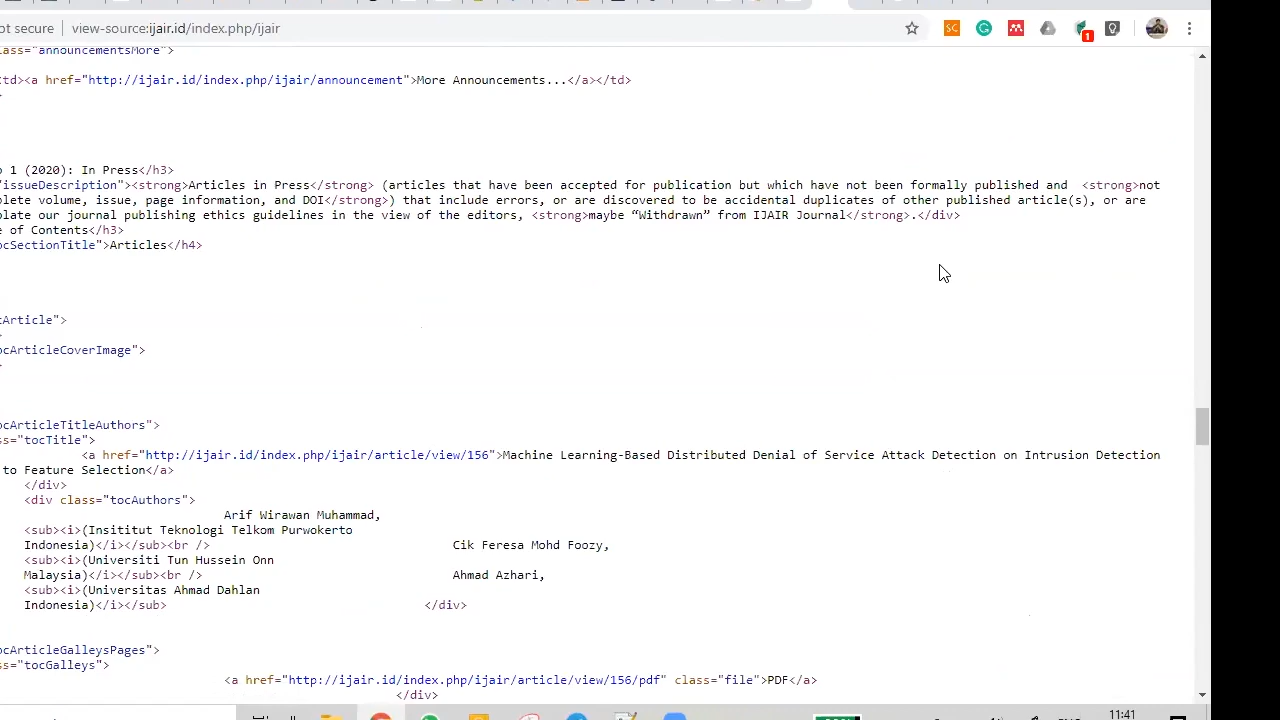 ot secure | view-source:ijair.id/index.php/ijair
1
lass="announcementsMore">
td><a href="http://ijair.id/index.php/ijair/announcement">More Announcements...</a></td>
o 1 (2020): In Press</h3>
"issueDescription"><strong>Articles in Press</strong> (articles that have been accepted for publication but which have not been formally published and <strong>not
plete volume, issue, page information, and DOI</strong>) that include errors, or are discovered to be accidental duplicates of other published article(s), or are
olate our journal publishing ethics guidelines in the view of the editors, <strong>maybe “Withdrawn” from IJAIR Journal</strong>.</div>
e of Contents</h3>
ocSectionTitle">Articles</h4>
tArticle">
ocArticleCoverImage">
ocArticleTitleAuthors">
ss="tocTitle">
<a href="http://ijair.id/index.php/ijair/article/view/156">Machine Learning-Based Distributed Denial of Service Attack Detection on Intrusion Detection
to Feature Selection</a>
</div>
<div class="tocAuthors">
Arif Wirawan Muhammad,
<sub><i>(Insititut Teknologi Telkom Purwokerto
Indonesia)</i></sub><br /> Cik Feresa Mohd Foozy,
<sub><i>(Universiti Tun Hussein Onn
Malaysia)</i></sub><br /> Ahmad Azhari,
<sub><i>(Universitas Ahmad Dahlan
Indonesia)</i></sub> </div>
ocArticleGalleysPages">
ss="tocGalleys">
<a href="http://ijair.id/index.php/ijair/article/view/156/pdf" class="file">PDF</a>
</div>
11:41